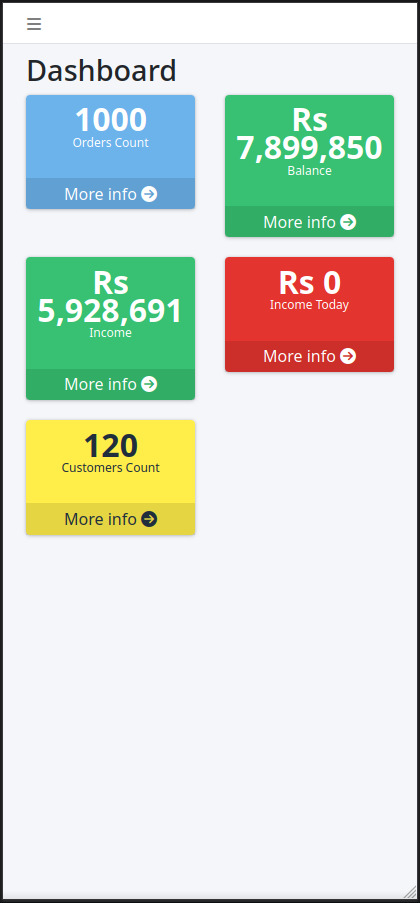 Dashboard
1000
Orders Count
More info
Rs
7,899,850
Balance
More info
Rs
5,928,691
Income
More info
Rs 0
Income Today
More info
120
Customers Count
More info